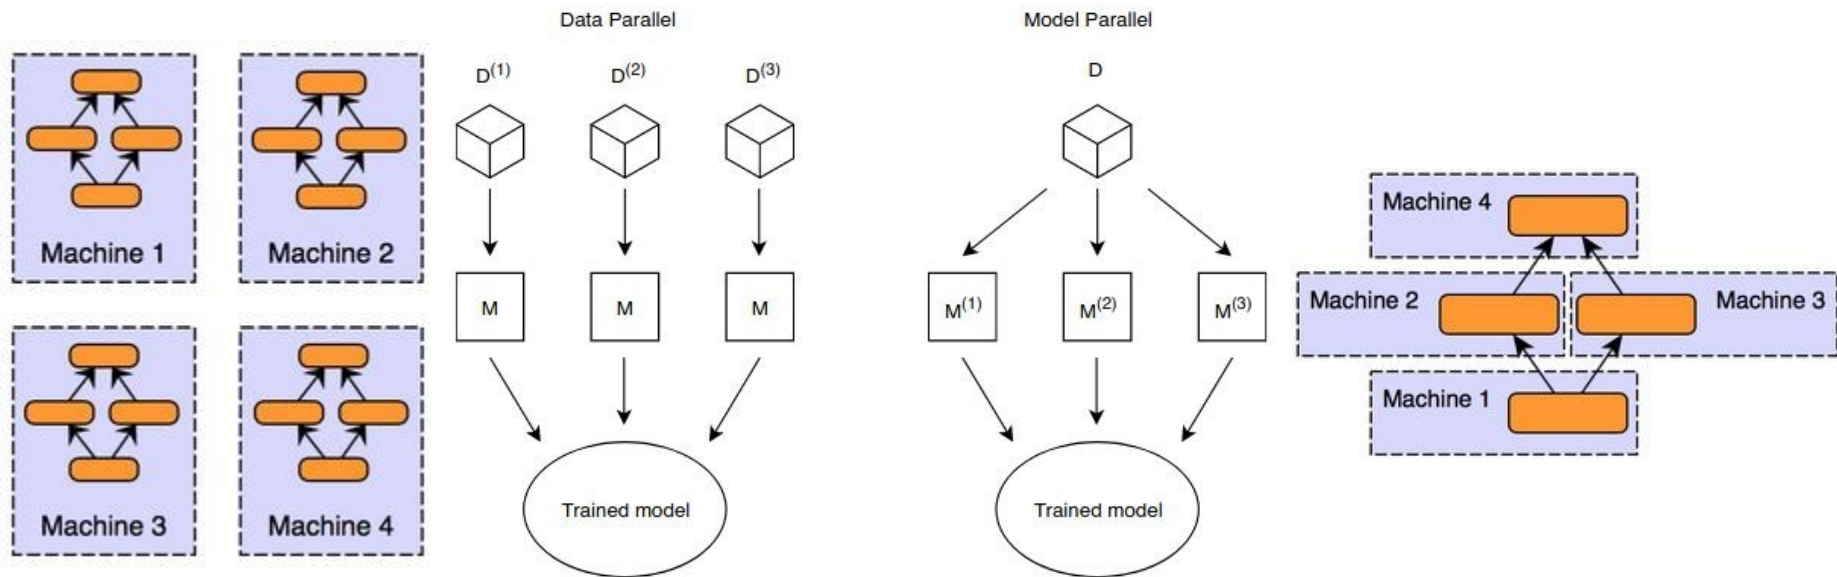 Data Parallel
Model Parallel
D(1)
D(2)
D(3)
D
Machine 1
Machine 2
M
M
M
M(1)
M(2)
M(3)
Machine 4
Machine 2
Machine 3
Machine 1
Trained model
Trained model
Machine 3
Machine 4